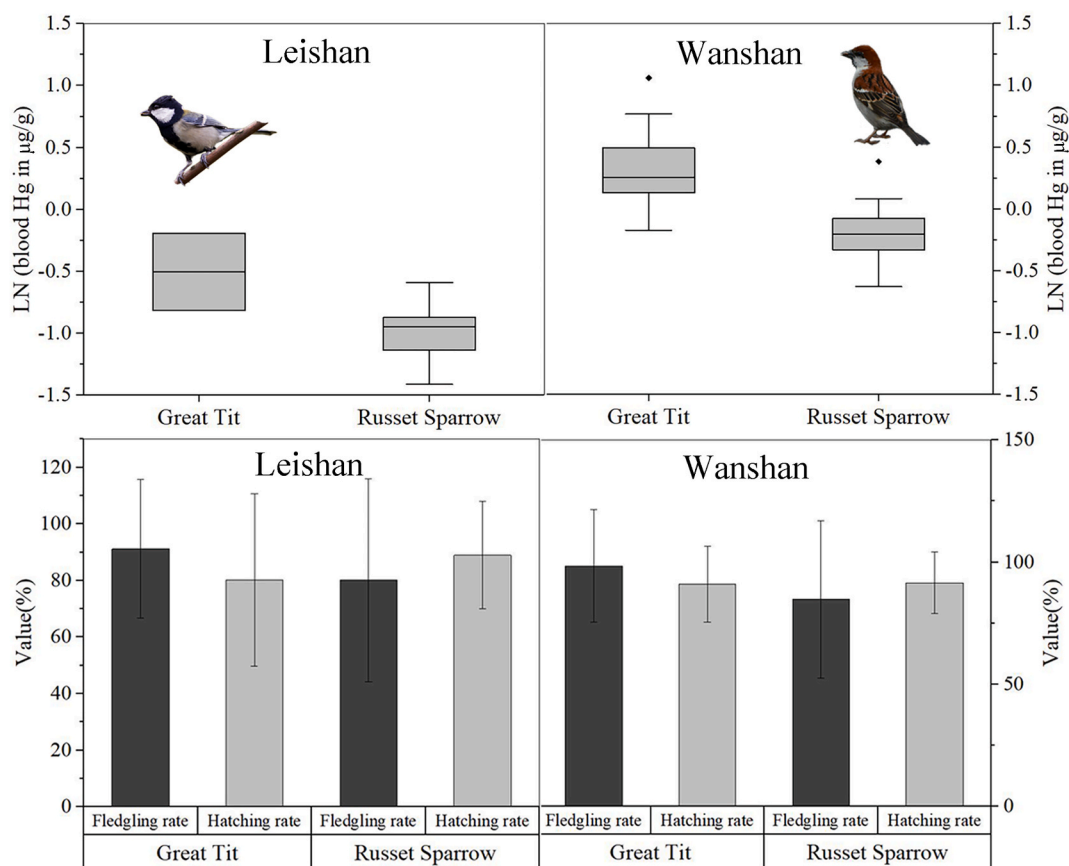 Leishan
Wanshan
LN (blood Hg in μg/g)
1.5
1.0
0.5
0.0
-0.5
-1.0
-1.5
1.5
1.0
0.5
0.0
-0.5
-1.0
-1.5
LN (blood Hg in μg/g)
Great Tit
Russet Sparrow
Great Tit
Russet Sparrow
Leishan
Wanshan
Value(%)
120
100
80
60
40
20
0
150
100
50
0
Value(%)
Fledgling rate
Hatching rate
Fledgling rate
Hatching rate
Fledgling rate
Hatching rate
Fledgling rate
Hatching rate
Great Tit
Russet Sparrow
Great Tit
Russet Sparrow